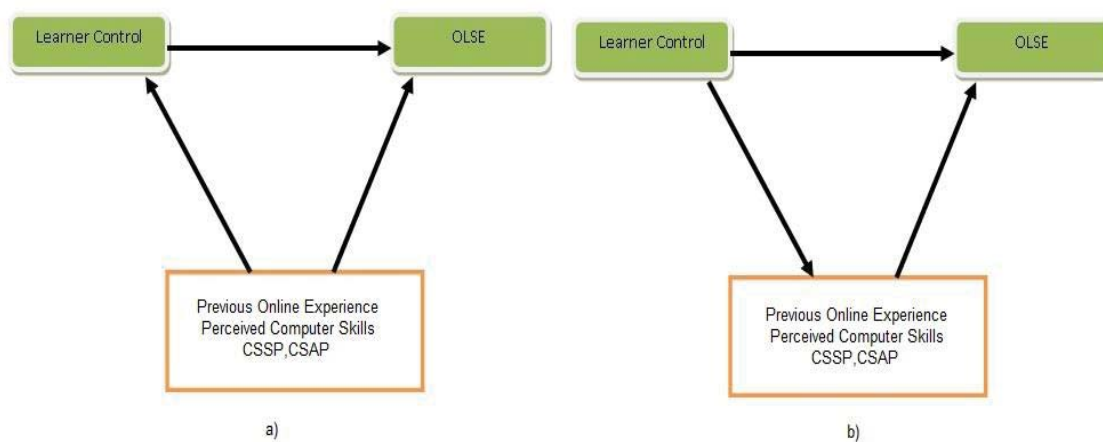 Learner Control
OLSE
Previous Online Experience
Perceived Computer Skills
CSSP,CSAP
a)
Learner Control
OLSE
Previous Online Experience
Perceived Computer Skills
CSSP,CSAP
b)